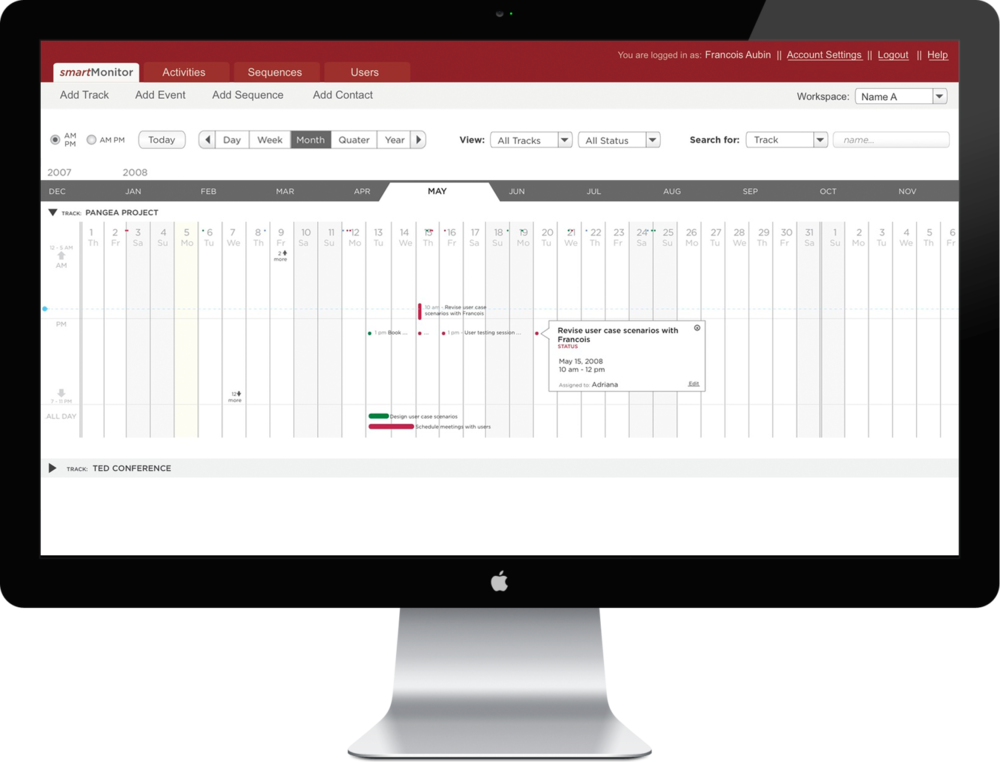 You are logged in as: Francois Aubin || Account Settings || Logout || Help
smartMonitor Activities Sequences Users
Add Track Add Event Add Sequence Add Contact Workspace: Name A
AM PM AM PM Today Day Week Month Quater Year View: All Tracks All Status Search for: Track name...
2007 2008
DEC JAN FEB MAR APR MAY JUN JUL AUG SEP OCT NOV
TRACK: PANGEA PROJECT
1 2 3 4 5 6 7 8 9 10 11 12 13 14 15 16 17 18 19 20 21 22 23 24 25 26 27 28 29 30 31 1 2 3 4 5 6
Th Fr Sa Su Mo Tu We Th Fr Sa Su Mo Tu We Th Fr Sa Su Mo Tu We Th Fr Sa Su Mo Tu We Th Fr Sa Su Mo Tu We Th Fr
12 - 5 AM
AM
2
more
10 am - Revise user case
scenarios with Francois
PM
1 pm Book ... ... 1 pm - User testing session ...
Revise user case scenarios with
Francois
STATUS
May 15, 2008
10 am - 12 pm
Assigned to: Adriana Edit
12
more
PM
ALL DAY
Design user case scenarios
Schedule meetings with users
TRACK: TED CONFERENCE